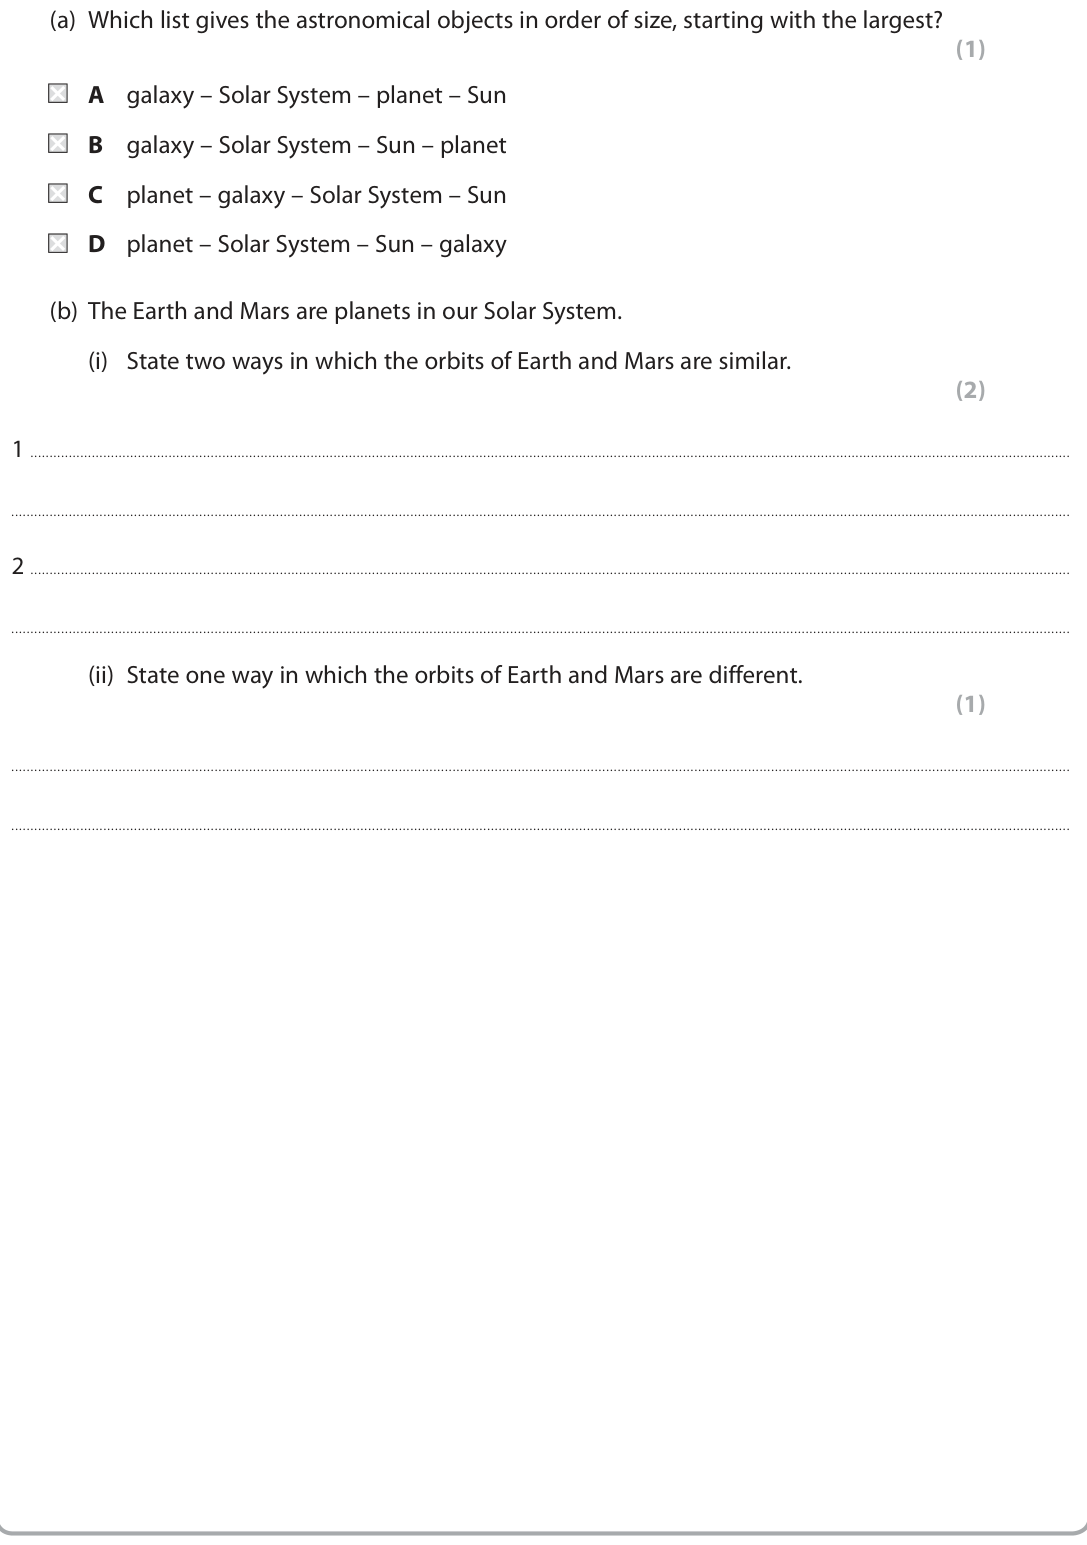 (a) Which list gives the astronomical objects in order of size, starting with the largest?
(1)
A galaxy – Solar System – planet – Sun
B galaxy – Solar System – Sun – planet
C planet – galaxy – Solar System – Sun
D planet – Solar System – Sun – galaxy
(b) The Earth and Mars are planets in our Solar System.
(i) State two ways in which the orbits of Earth and Mars are similar.
(2)
1
2
(ii) State one way in which the orbits of Earth and Mars are different.
(1)